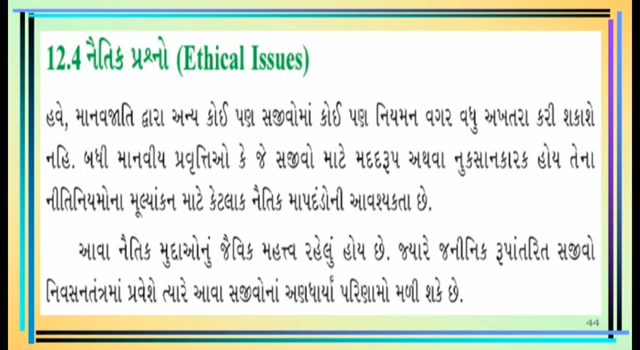 12.4 નૈતિક પ્રશ્નો (Ethical Issues)
હવે, માનવજાતિ દ્વારા અન્ય કોઈ પણ સજીવોમાં કોઈ પણ નિયમન વગર વધુ અખતરા કરી શકાશે
નહિ. બધી માનવીય પ્રવૃત્તિઓ કે જે સજીવો માટે મદદરૂપ અથવા નુકસાનકારક હોય તેના
નીતિનિયમોના મૂલ્યાંકન માટે કેટલાક નૈતિક માપદંડોની આવશ્યકતા છે.
આવા નૈતિક મુદ્દાઓનું જૈવિક મહત્ત્વ રહેલું હોય છે. જ્યારે જનીનિક રૂપાંતરિત સજીવો
નિવસનતંત્રમાં પ્રવેશે ત્યારે આવા સજીવોનાં અણધાર્યાં પરિણામો મળી શકે છે.
44